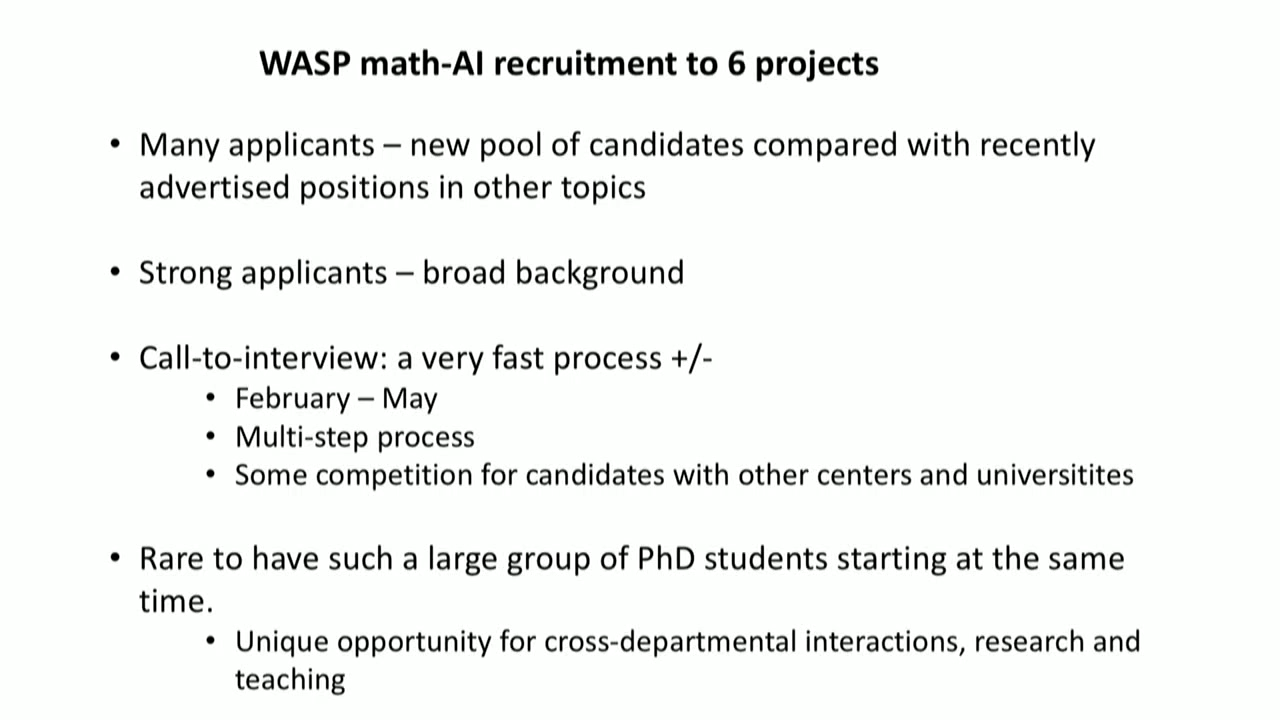 WASP math-AI recruitment to 6 projects
• Many applicants – new pool of candidates compared with recently
advertised positions in other topics
• Strong applicants – broad background
• Call-to-interview: a very fast process +/-
• February – May
• Multi-step process
• Some competition for candidates with other centers and universitites
• Rare to have such a large group of PhD students starting at the same
time.
• Unique opportunity for cross-departmental interactions, research and
teaching